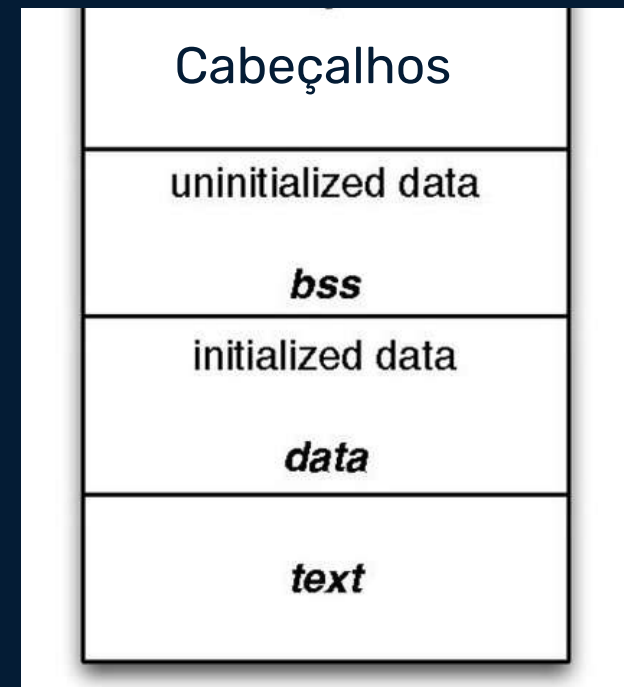 Cabeçalhos
uninitialized data
bss
initialized data
data
text